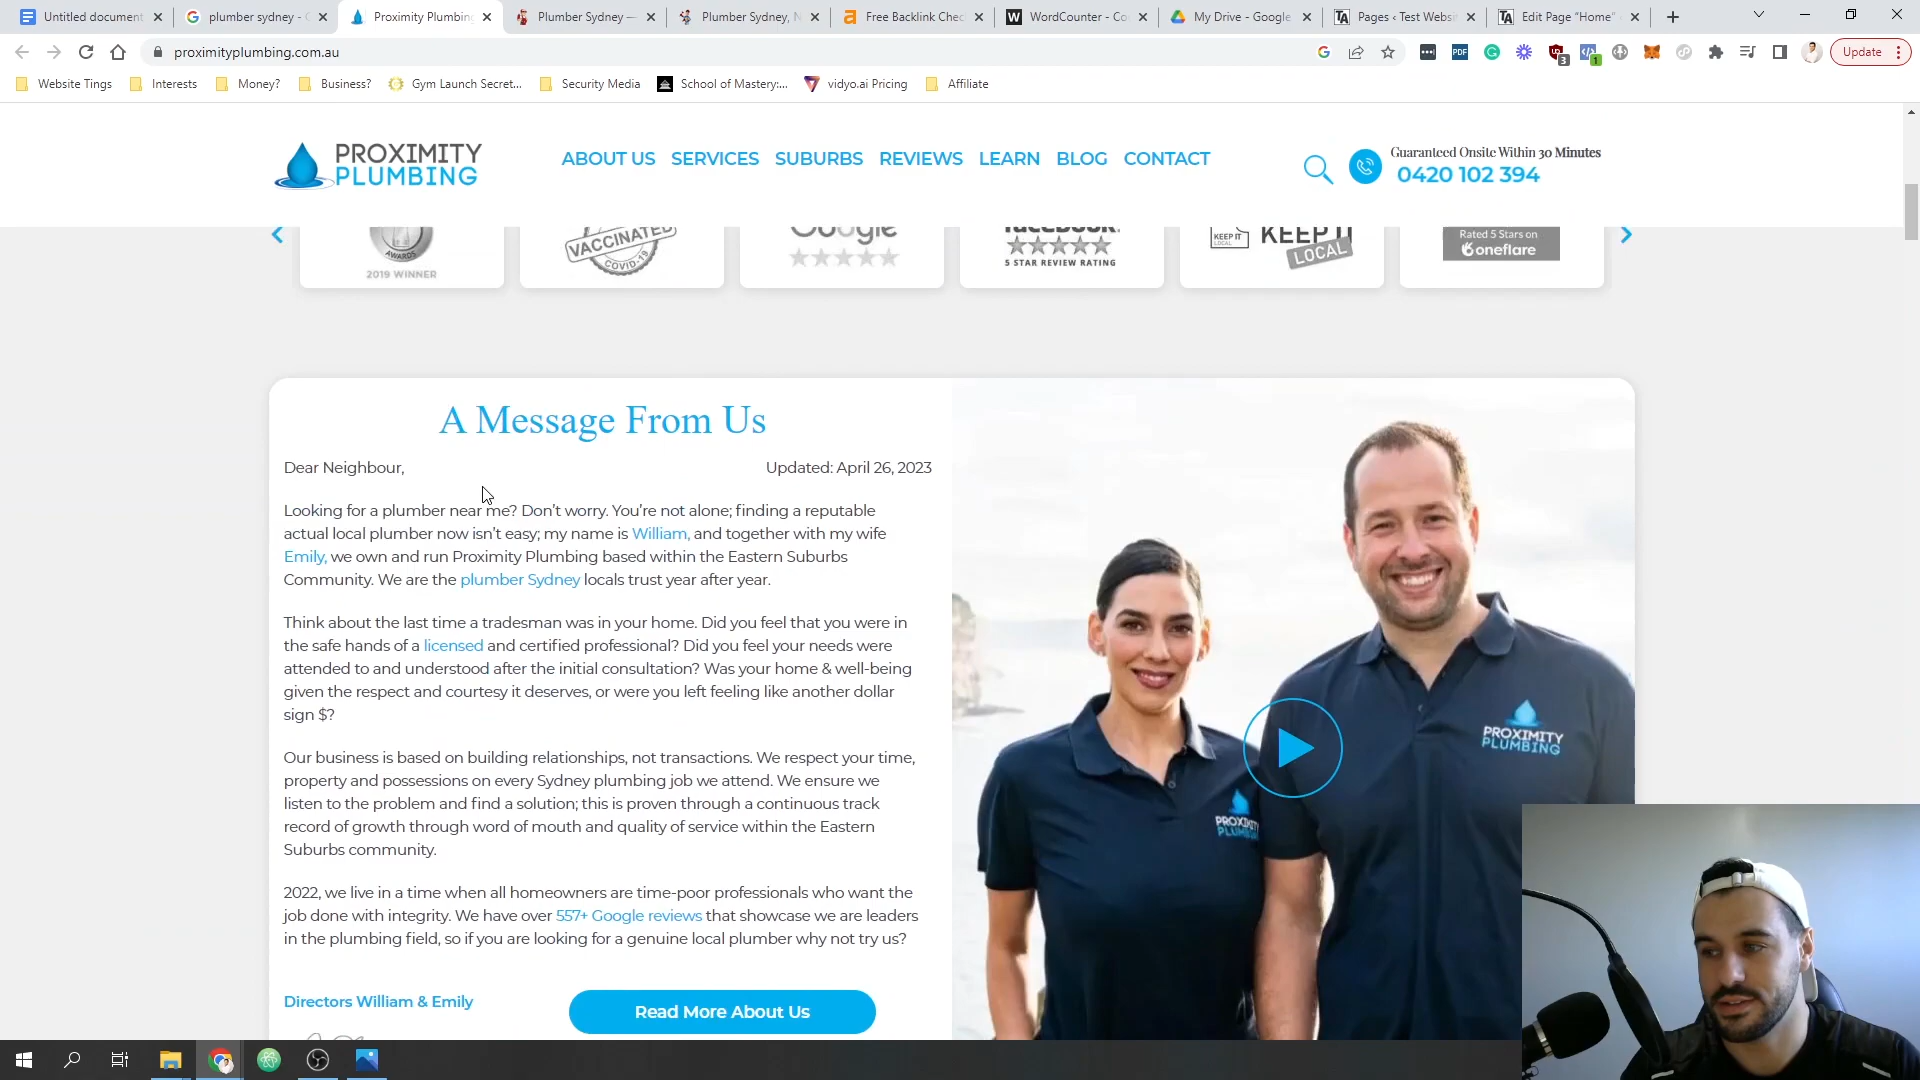 Untitled document
plumber sydney - G
Proximity Plumbing
Plumber Sydney —
Plumber Sydney, N
Free Backlink Chec
WordCounter - Co
My Drive - Google
Pages ‹ Test Websi
Edit Page "Home"
proximityplumbing.com.au
PDF
3
1
Update
Website Tings
Interests
Money?
Business?
Gym Launch Secret...
Security Media
School of Mastery:...
vidyo.ai Pricing
Affiliate
PROXIMITY
PLUMBING
ABOUT US SERVICES SUBURBS REVIEWS LEARN BLOG CONTACT
Guaranteed Onsite Within 30 Minutes
0420 102 394
AWARDS
2019 WINNER
VACCINATED
COVID-19
Google
FACEBOOK
5 STAR REVIEW RATING
KEEP IT
LOCAL
KEEP IT
LOCAL
Rated 5 Stars on
oneflare
A Message From Us
Dear Neighbour,
Updated: April 26, 2023
Looking for a plumber near me? Don't worry. You're not alone; finding a reputable
actual local plumber now isn't easy; my name is William, and together with my wife
Emily, we own and run Proximity Plumbing based within the Eastern Suburbs
Community. We are the plumber Sydney locals trust year after year.
Think about the last time a tradesman was in your home. Did you feel that you were in
the safe hands of a licensed and certified professional? Did you feel your needs were
attended to and understood after the initial consultation? Was your home & well-being
given the respect and courtesy it deserves, or were you left feeling like another dollar
sign $?
Our business is based on building relationships, not transactions. We respect your time,
property and possessions on every Sydney plumbing job we attend. We ensure we
listen to the problem and find a solution; this is proven through a continuous track
record of growth through word of mouth and quality of service within the Eastern
Suburbs community.
2022, we live in a time when all homeowners are time-poor professionals who want the
job done with integrity. We have over 557+ Google reviews that showcase we are leaders
in the plumbing field, so if you are looking for a genuine local plumber why not try us?
Directors William & Emily
Read More About Us
PROXIMITY
PLUMBING
PROXIMITY
PLUMBING